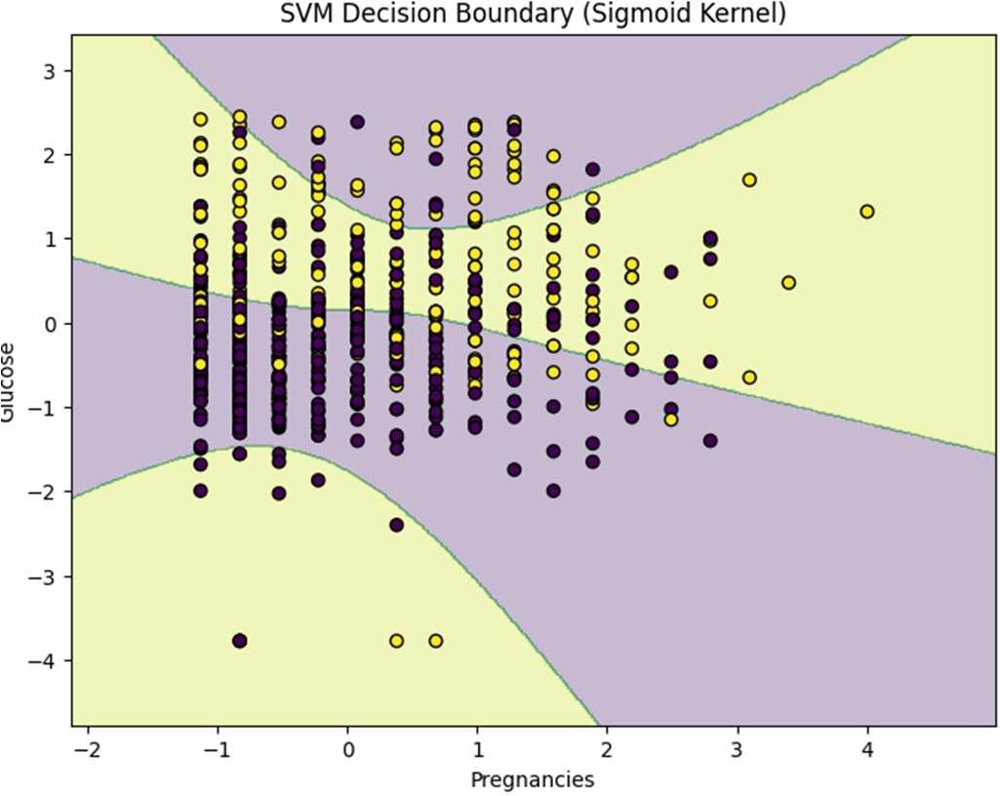 SVM Decision Boundary (Sigmoid Kernel)
3
2
1
0
−1
−2
−3
−4
Glucose
−2 −1 0 1 2 3 4
Pregnancies